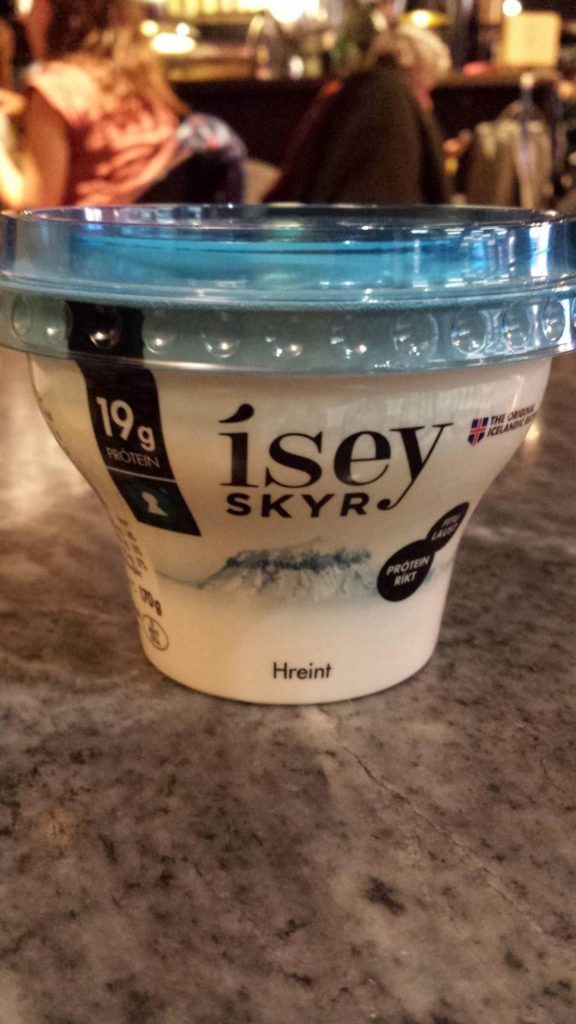 19g
PRÓTEIN
ísey
SKYR
THE ORIGINAL
ICELANDIC
FITU
LAUST
PRÓTEIN
RÍKT
170g
Hreint